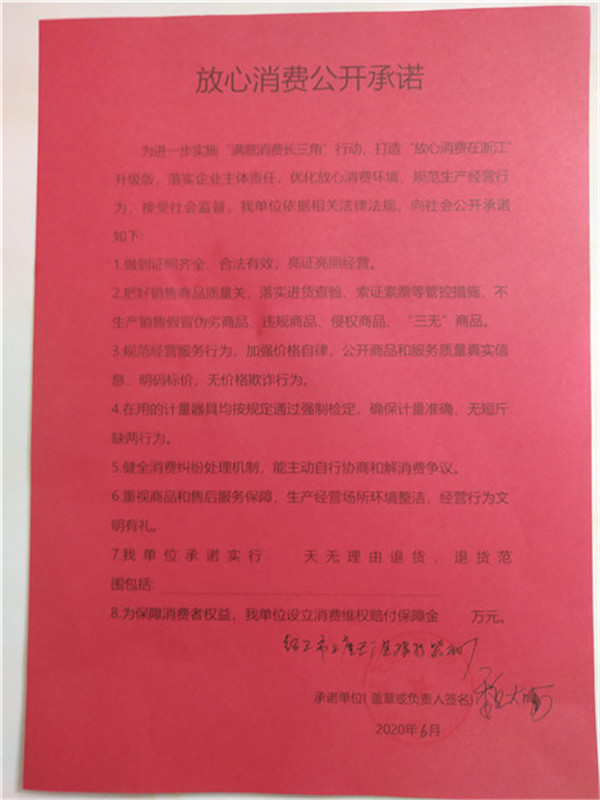 放心消费公开承诺
为进一步实施“满意消费长三角”行动，打造“放心消费在浙江”
升级版，落实企业主体责任，优化放心消费环境，规范生产经营行
为，接受社会监督，我单位依据相关法律法规，向社会公开承诺
如下：
1.做到证照齐全、合法有效，亮证亮照经营。
2.把好销售商品质量关，落实进货查验、索证索票等管控措施，不
生产销售假冒伪劣商品、违规商品、侵权商品、“三无”商品。
3.规范经营服务行为，加强价格自律，公开商品和服务质量真实信
息，明码标价，无价格欺诈行为。
4.在用的计量器具均按规定通过强制检定，确保计量准确，无短斤
缺两行为。
5.健全消费纠纷处理机制，能主动自行协商和解消费争议。
6.重视商品和售后服务保障，生产经营场所环境整洁，经营行为文
明有礼。
7.我单位承诺实行 天无理由退货，退货范
围包括:
8.为保障消费者权益，我单位设立消费维权赔付保障金 万元。
承诺单位(盖章或负责人签名)
2020年6月